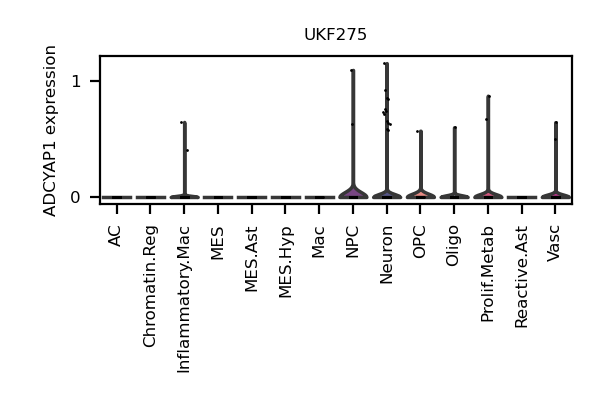 UKF275
ADCYAP1 expression
1
0
AC
Chromatin.Reg
Inflammatory.Mac
MES
MES.Ast
MES.Hyp
Mac
NPC
Neuron
OPC
Oligo
Prolif.Metab
Reactive.Ast
Vasc